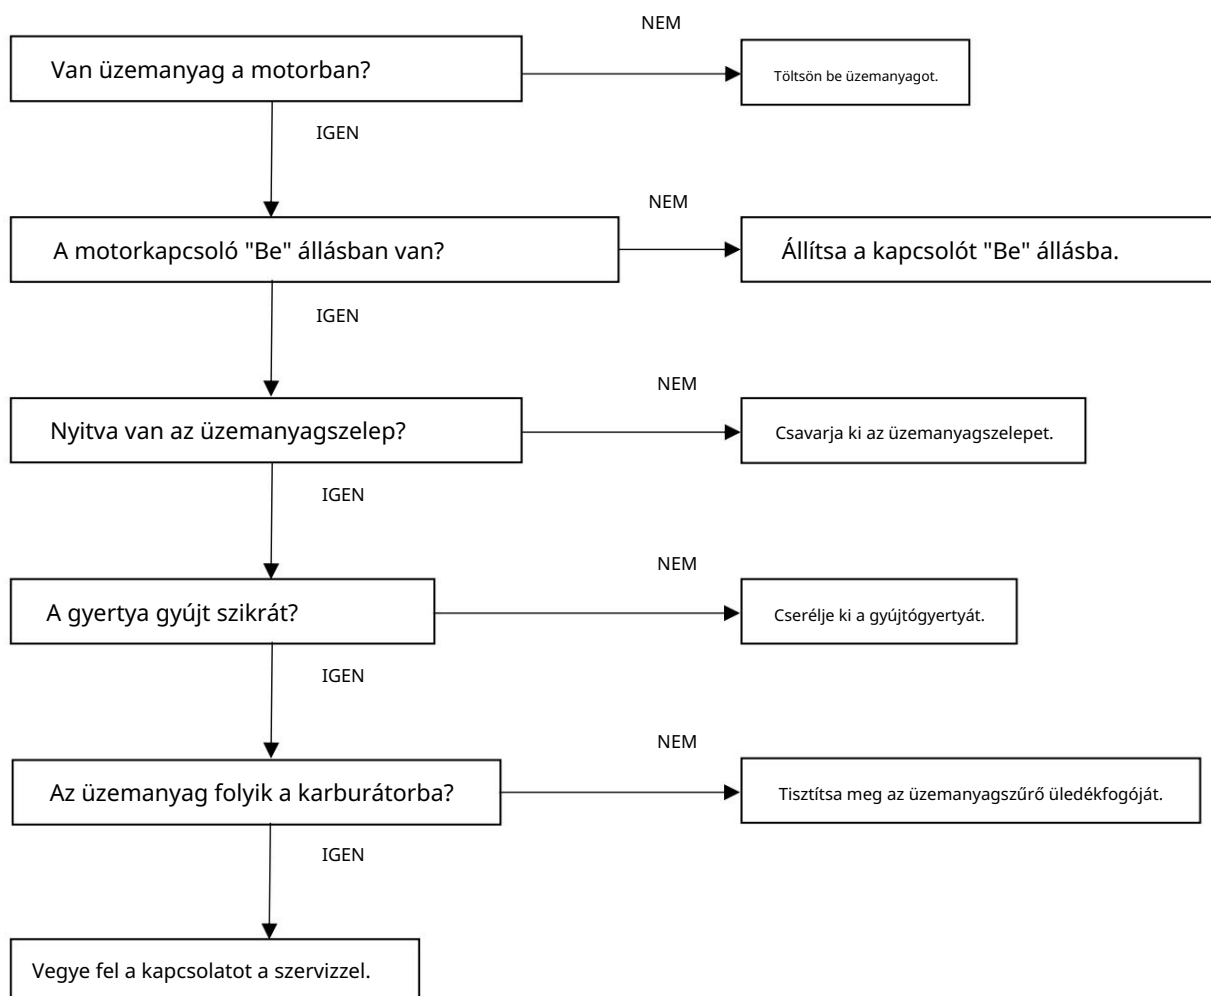 NEM
Van üzemanyag a motorban?
Töltsön be üzemanyagot.
IGEN
NEM
A motorkapcsoló "Be" állásban van?
Állítsa a kapcsolót "Be" állásba.
IGEN
NEM
Nyitva van az üzemanyagszelep?
Csavarja ki az üzemanyagszelepet.
IGEN
NEM
A gyertya gyújt szikrát?
Cserélje ki a gyújtógyertyát.
IGEN
NEM
Az üzemanyag folyik a karburátorba?
Tisztítsa meg az üzemanyagszűrő üledékfogóját.
IGEN
Vegye fel a kapcsolatot a szervizzel.